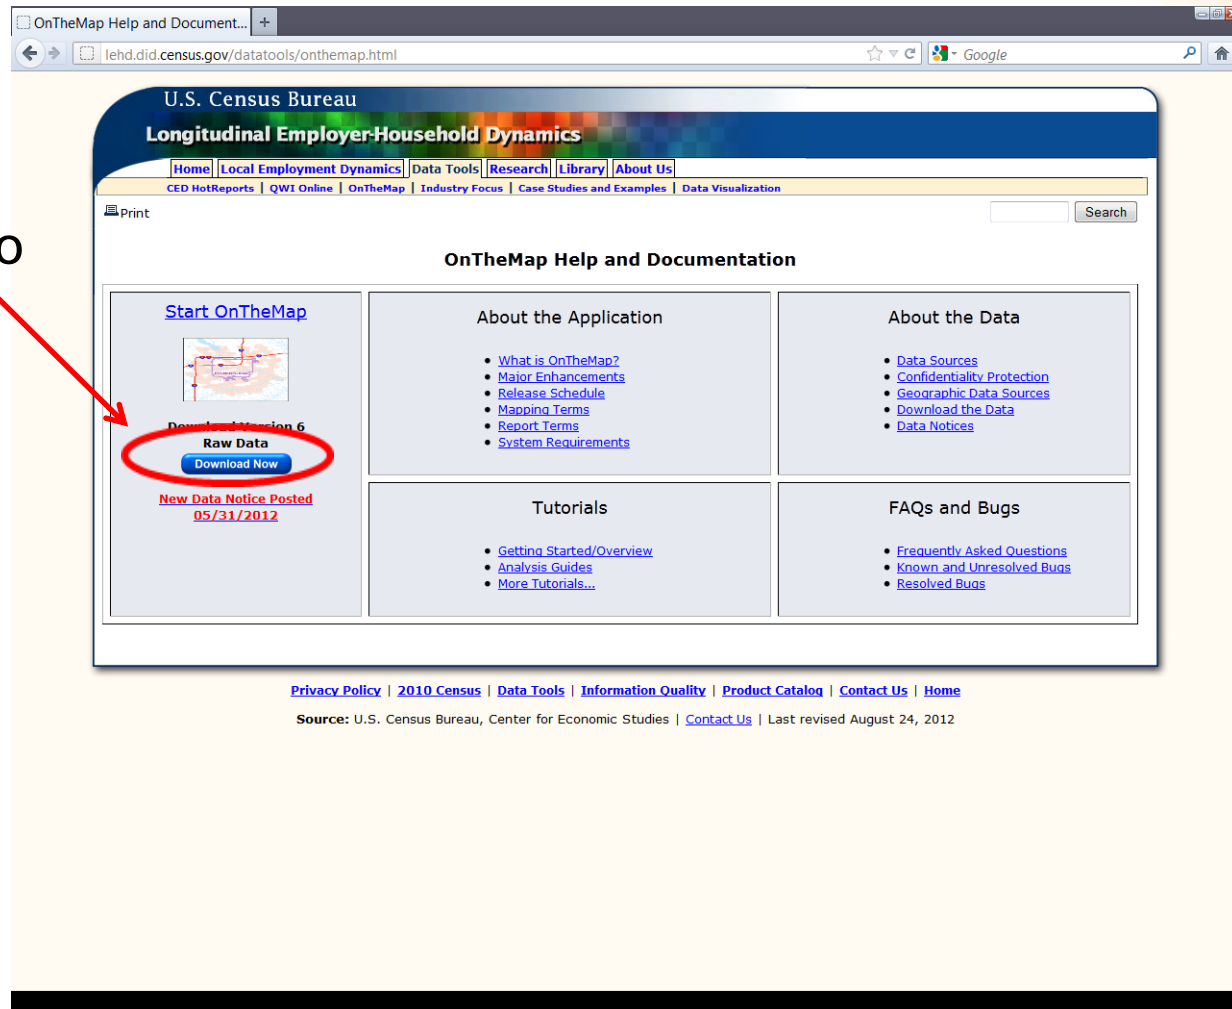 OnTheMap Help and Document...
lehd.did.census.gov/datatools/onthemap.html
Google
U.S. Census Bureau
Longitudinal Employer-Household Dynamics
Home Local Employment Dynamics Data Tools Research Library About Us
CED HotReports | QWI Online | OnTheMap | Industry Focus | Case Studies and Examples | Data Visualization
Print
Search
o
OnTheMap Help and Documentation
Start OnTheMap
Download Version 6
Raw Data
Download Now
New Data Notice Posted
05/31/2012
About the Application
• What is OnTheMap?
• Major Enhancements
• Release Schedule
• Mapping Terms
• Report Terms
• System Requirements
About the Data
• Data Sources
• Confidentiality Protection
• Geographic Data Sources
• Download the Data
• Data Notices
Tutorials
• Getting Started/Overview
• Analysis Guides
• More Tutorials...
FAQs and Bugs
• Frequently Asked Questions
• Known and Unresolved Bugs
• Resolved Bugs
Privacy Policy | 2010 Census | Data Tools | Information Quality | Product Catalog | Contact Us | Home
Source: U.S. Census Bureau, Center for Economic Studies | Contact Us | Last revised August 24, 2012